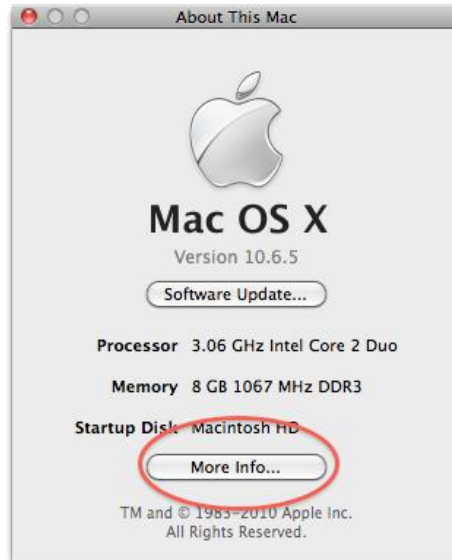 About This Mac
Mac OS X
Version 10.6.5
Software Update...
Processor 3.06 GHz Intel Core 2 Duo
Memory 8 GB 1067 MHz DDR3
Startup Disk Macintosh HD
More Info...
TM and © 1983-2010 Apple Inc.
All Rights Reserved.